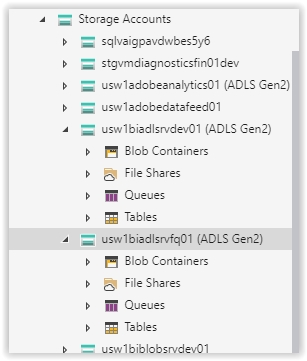 Storage Accounts
sqlvaigpavdwbes5y6
stgvmdiagnosticsfin01dev
usw1adobeanalytics01 (ADLS Gen2)
usw1adobedatafeed01
usw1biadlsrvdev01 (ADLS Gen2)
Blob Containers
File Shares
Queues
Tables
usw1biadlsrvfq01 (ADLS Gen2)
Blob Containers
File Shares
Queues
Tables
usw1biblobsrvdev01